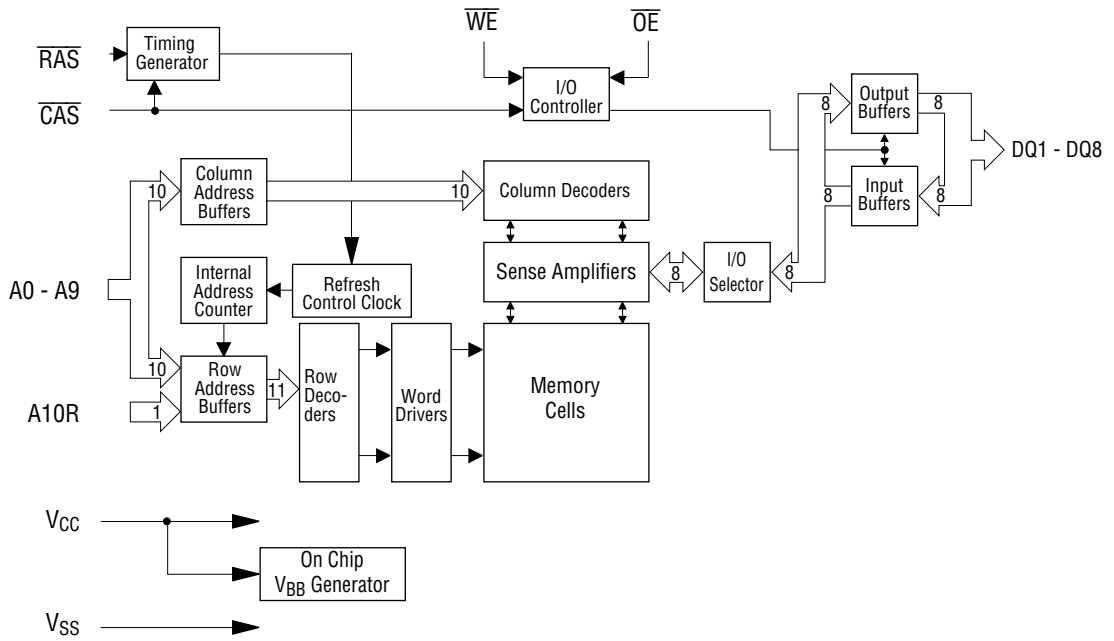 WE
OE
RAS
Timing
Generator
CAS
I/O
Controller
8
Output
Buffers
8
DQ1 - DQ8
10
Column
Address
Buffers
10
Column Decoders
8
Input
Buffers
8
A0 - A9
Internal
Address
Counter
Refresh
Control Clock
Sense Amplifiers
8
I/O
Selector
8
10
Row
Address
Buffers
11
Row
Deco-
ders
Word
Drivers
Memory
Cells
A10R
1
VCC
On Chip
VBB Generator
VSS